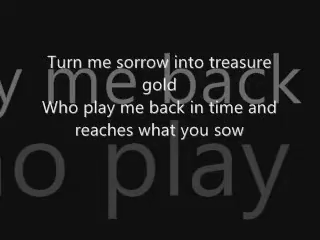 Turn me sorrow into treasure
gold
Who play me back in time and
reaches what you sow
y me back
o play